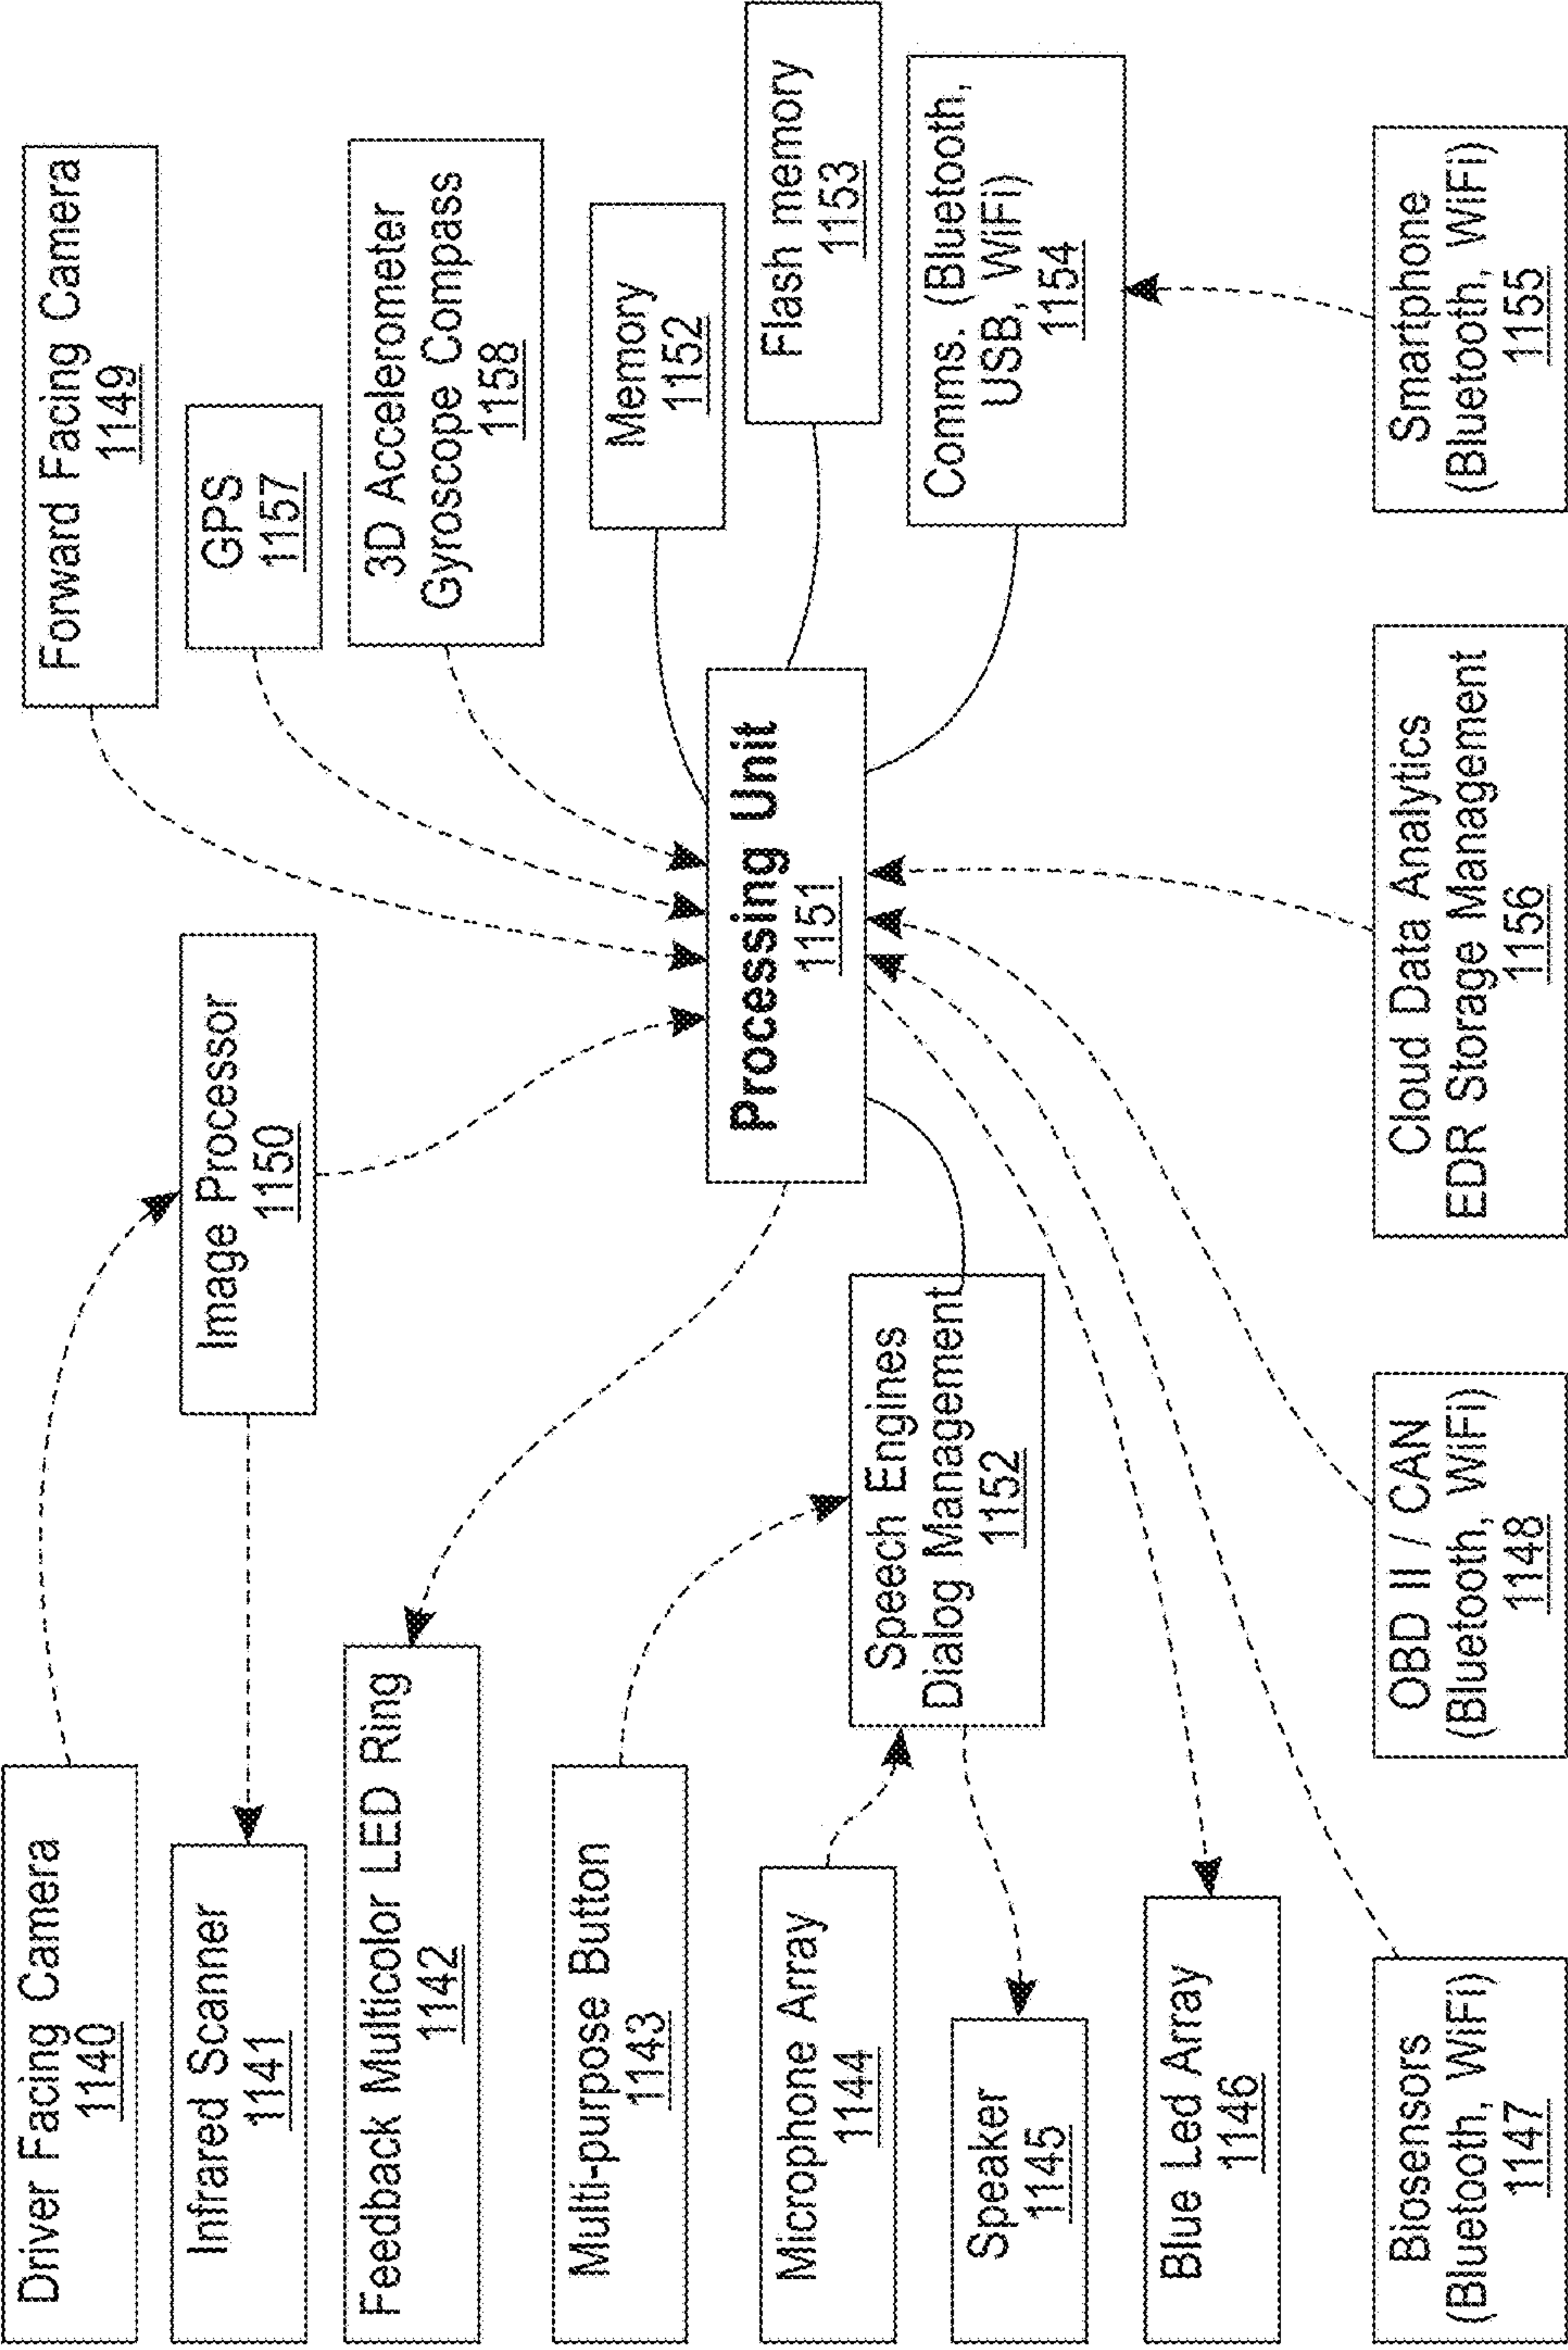 Driver Facing Camera
1140
Infrared Scanner
1141
Feedback Multicolor LED Ring
1142
Multi-purpose Button
1143
Microphone Array
1144
Speaker
1145
Blue Led Array
1146
Biosensors
(Bluetooth, WiFi)
1147
Image Processor
1150
Speech Engines
Dialog Management
1152
OBD II / CAN
(Bluetooth, WiFi)
1148
Processing Unit
1151
Cloud Data Analytics
EDR Storage Management
1156
Forward Facing Camera
1149
GPS
1157
3D Accelerometer
Gyroscope Compass
1158
Memory
1152
Flash memory
1153
Comms. (Bluetooth,
USB, WiFi)
1154
Smartphone
(Bluetooth, WiFi)
1155